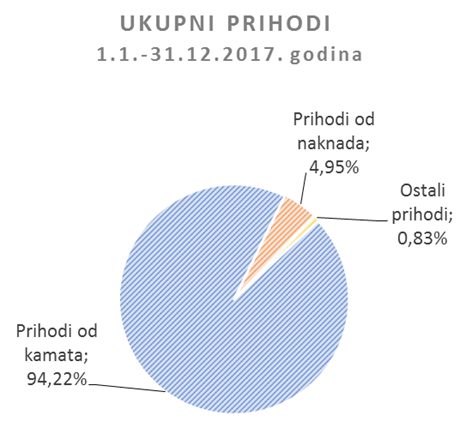 UKUPNI PRIHODI
1.1.-31.12.2017. godina
Prihodi od
naknada;
4,95%
Ostali
prihodi;
0,83%
Prihodi od
kamata;
94,22%